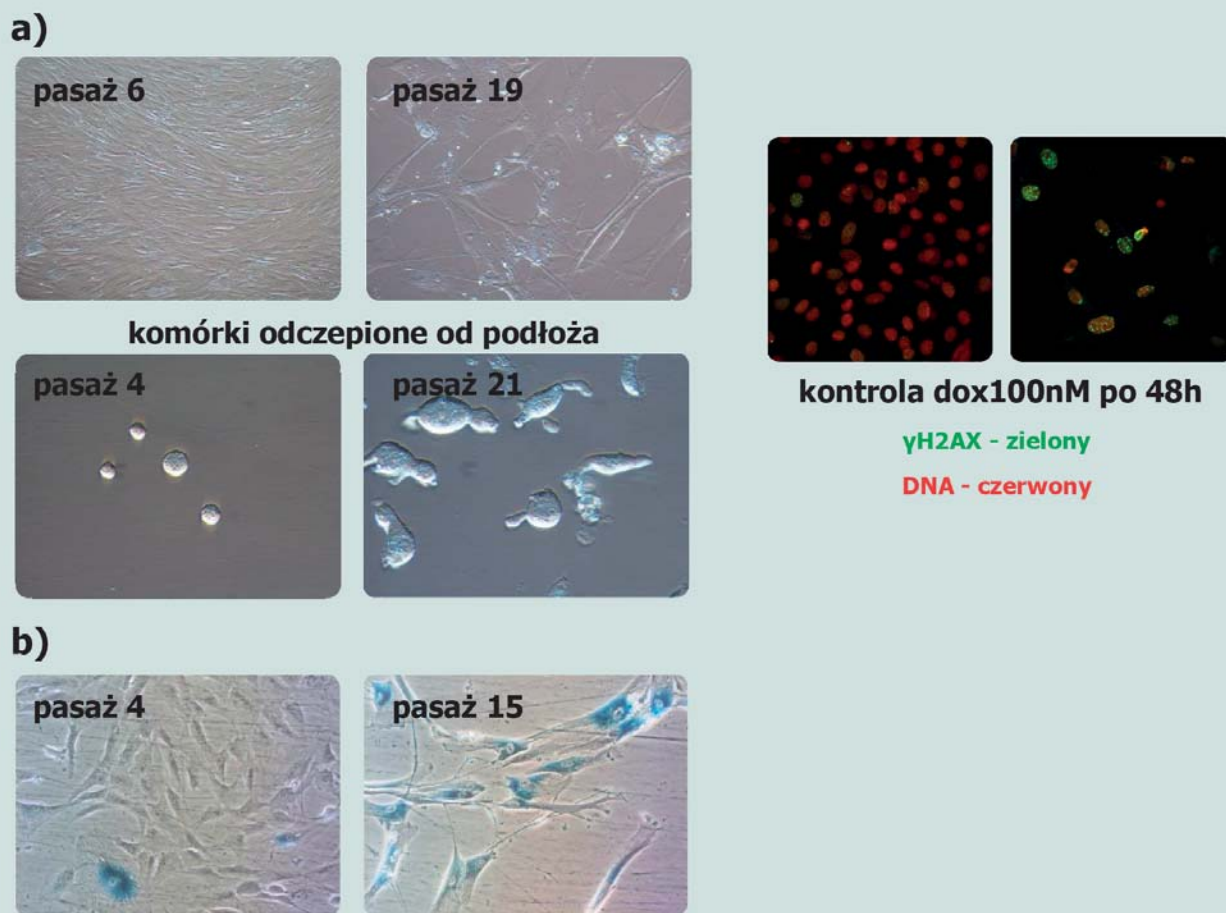 a)
pasaż 6
pasaż 19
komórki odczepione od podłoża
pasaż 4
pasaż 21
kontrola dox100nM po 48h
γH2AX - zielony
DNA - czerwony
b)
pasaż 4
pasaż 15